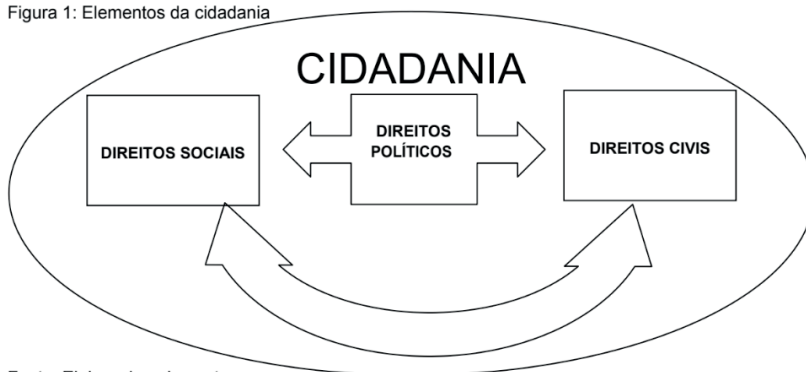 Figura 1: Elementos da cidadania
CIDADANIA
DIREITOS SOCIAIS
DIREITOS
POLÍTICOS
DIREITOS CIVIS